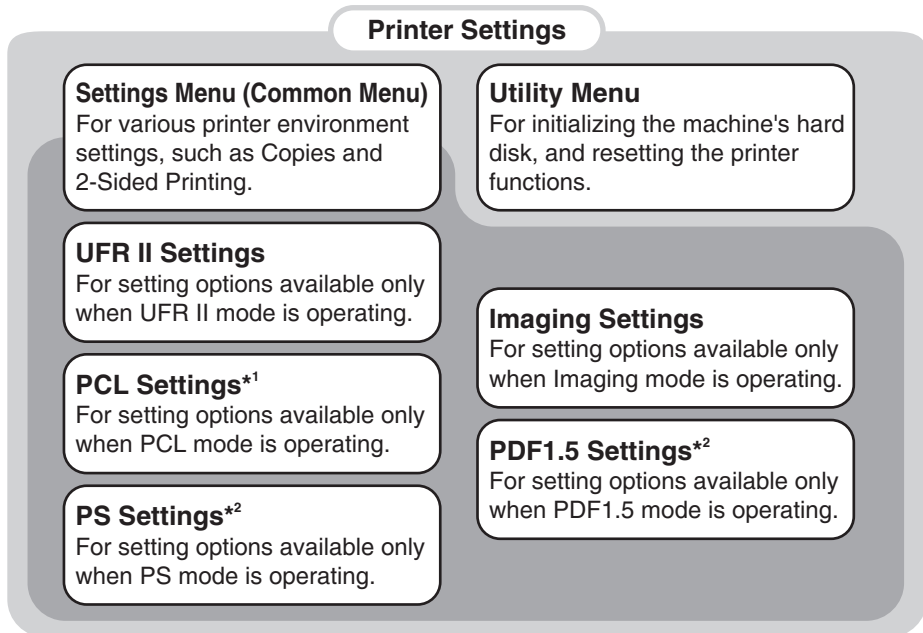 Printer Settings
Settings Menu (Common Menu)
For various printer environment
settings, such as Copies and
2-Sided Printing.
UFR II Settings
For setting options available only
when UFR II mode is operating.
PCL Settings*1
For setting options available only
when PCL mode is operating.
PS Settings*2
For setting options available only
when PS mode is operating.
Utility Menu
For initializing the machine's hard
disk, and resetting the printer
functions.
Imaging Settings
For setting options available only
when Imaging mode is operating.
PDF1.5 Settings*2
For setting options available only
when PDF1.5 mode is operating.